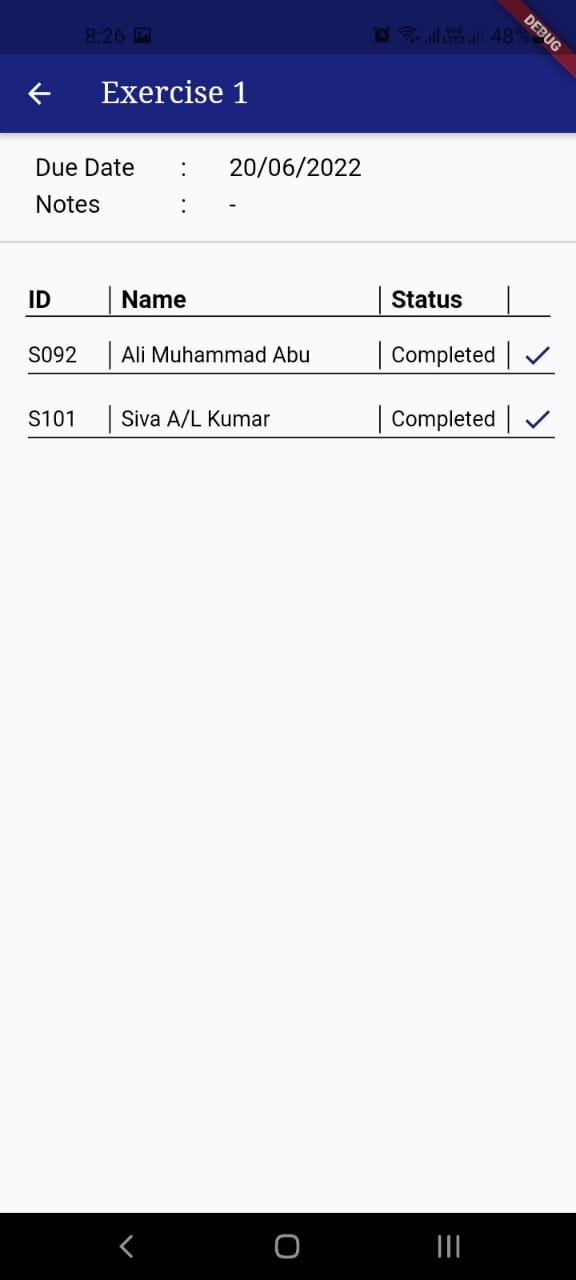 8:26 48%
DEBUG
Exercise 1
Due Date : 20/06/2022
Notes : -
ID Name Status
S092 Ali Muhammad Abu Completed
S101 Siva A/L Kumar Completed